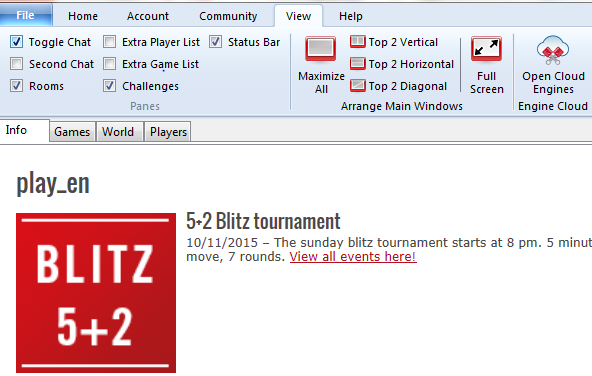 File Home Account Community View Help
Toggle Chat Extra Player List Status Bar
Second Chat Extra Game List
Rooms Challenges
Panes
Maximize All
Top 2 Vertical
Top 2 Horizontal
Top 2 Diagonal
Arrange Main Windows
Full Screen
Open Cloud Engines
Engine Cloud
Info Games World Players
play_en
BLITZ
5+2
5+2 Blitz tournament
10/11/2015 – The sunday blitz tournament starts at 8 pm. 5 minut
move, 7 rounds. View all events here!